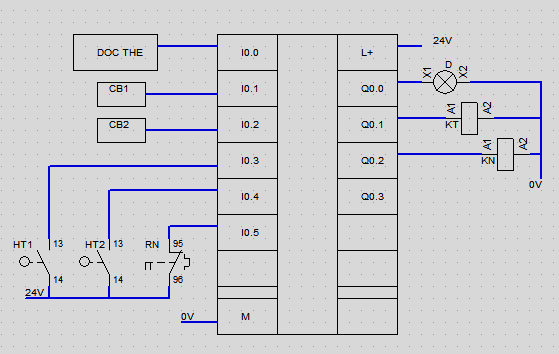 DOC THE
I0.0
L+
24V
CB1
I0.1
Q0.0
X1
D
X2
CB2
I0.2
Q0.1
A1
KT
A2
I0.3
Q0.2
A1
KN
A2
I0.4
Q0.3
0V
I0.5
HT1
13
14
HT2
13
14
RN
95
96
24V
0V
M